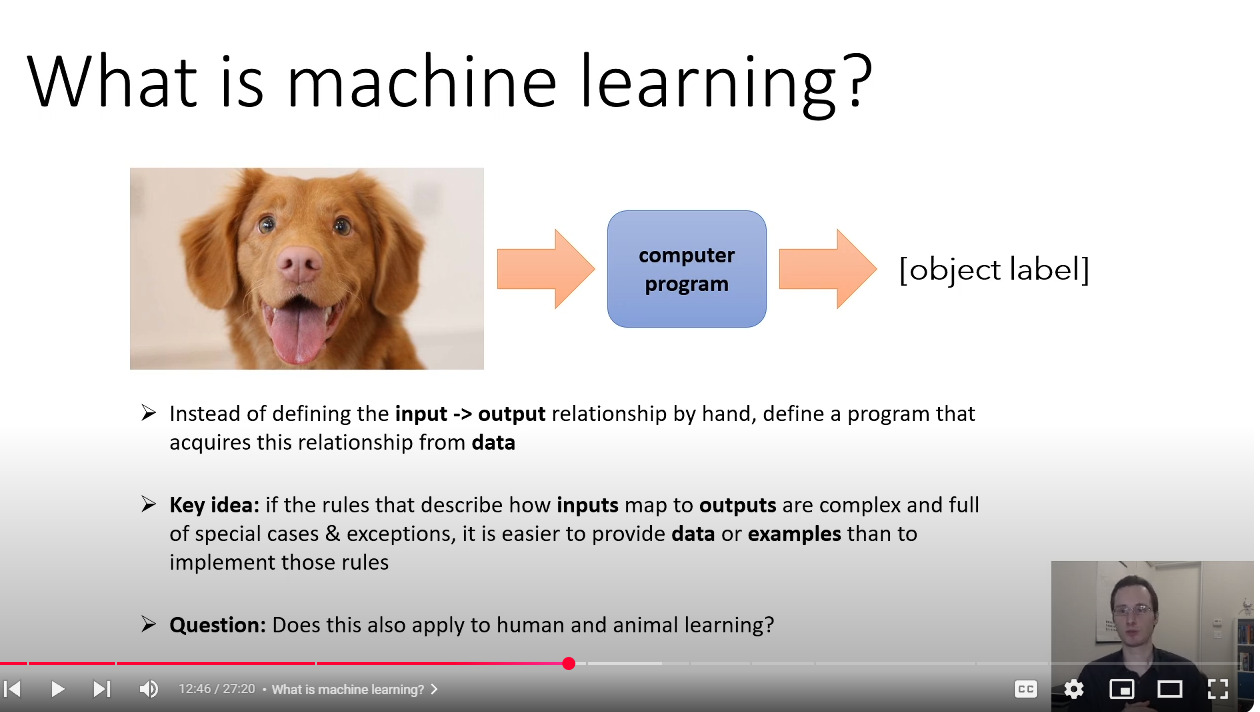 What is machine learning?
computer
program
[object label]
➢ Instead of defining the input -> output relationship by hand, define a program that
acquires this relationship from data
➢ Key idea: if the rules that describe how inputs map to outputs are complex and full
of special cases & exceptions, it is easier to provide data or examples than to
implement those rules
➢ Question: Does this also apply to human and animal learning?
12:46 / 27:20 • What is machine learning? >
CC